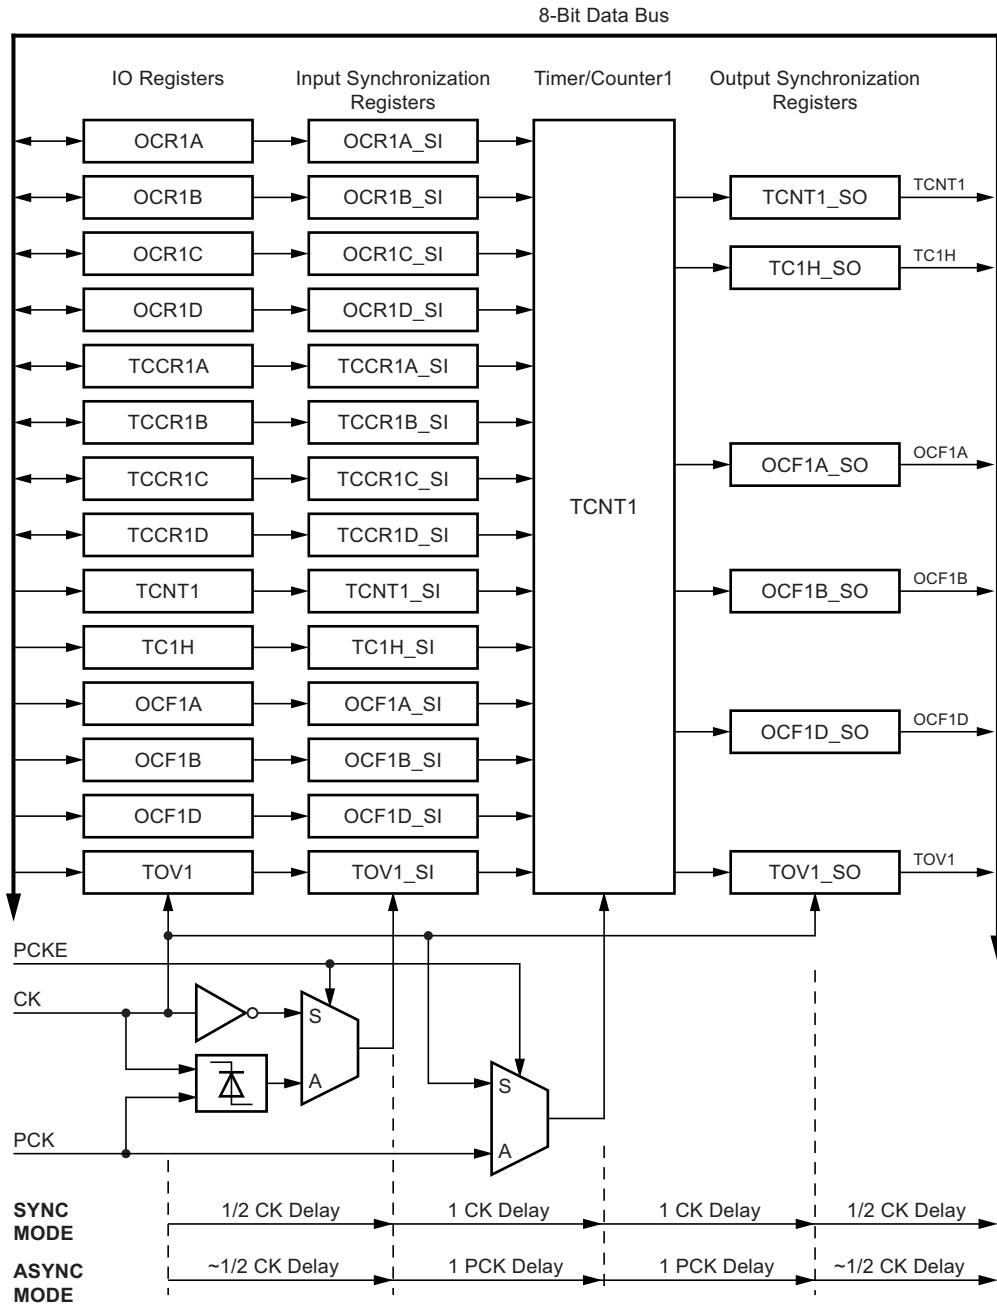 8-Bit Data Bus
IO Registers
Input Synchronization
Registers
Timer/Counter1
Output Synchronization
Registers
OCR1A
OCR1A_SI
OCR1B
OCR1B_SI
TCNT1_SO
TCNT1
OCR1C
OCR1C_SI
TC1H_SO
TC1H
OCR1D
OCR1D_SI
TCCR1A
TCCR1A_SI
TCCR1B
TCCR1B_SI
OCF1A_SO
OCF1A
TCCR1C
TCCR1C_SI
TCNT1
TCCR1D
TCCR1D_SI
TCNT1
TCNT1_SI
OCF1B_SO
OCF1B
TC1H
TC1H_SI
OCF1A
OCF1A_SI
OCF1D_SO
OCF1D
OCF1B
OCF1B_SI
OCF1D
OCF1D_SI
TOV1
TOV1_SI
TOV1_SO
TOV1
PCKE
CK
S
A
S
A
PCK
SYNC
MODE
1/2 CK Delay
1 CK Delay
1 CK Delay
1/2 CK Delay
ASYNC
MODE
~1/2 CK Delay
1 PCK Delay
1 PCK Delay
~1/2 CK Delay